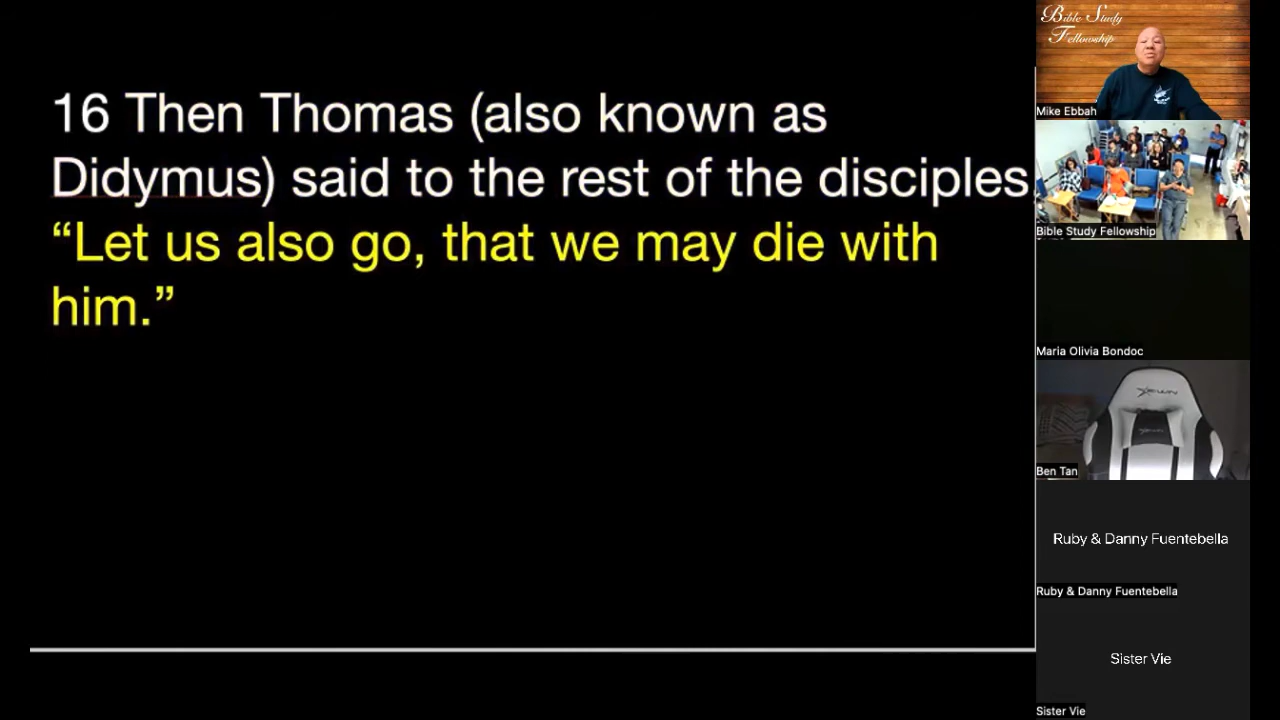 16 Then Thomas (also known as
Didymus) said to the rest of the disciples,
“Let us also go, that we may die with
him.”
Bible Study
Fellowship
Mike Ebbah
Bible Study Fellowship
Maria Olivia Bondoc
Ben Tan
Ruby & Danny Fuentebella
Ruby & Danny Fuentebella
Sister Vie
Sister Vie